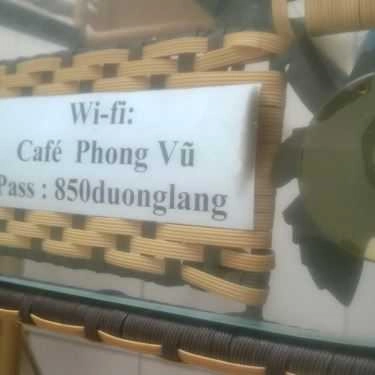 Wi-fi:
Café Phong Vũ
Pass : 850duonglang